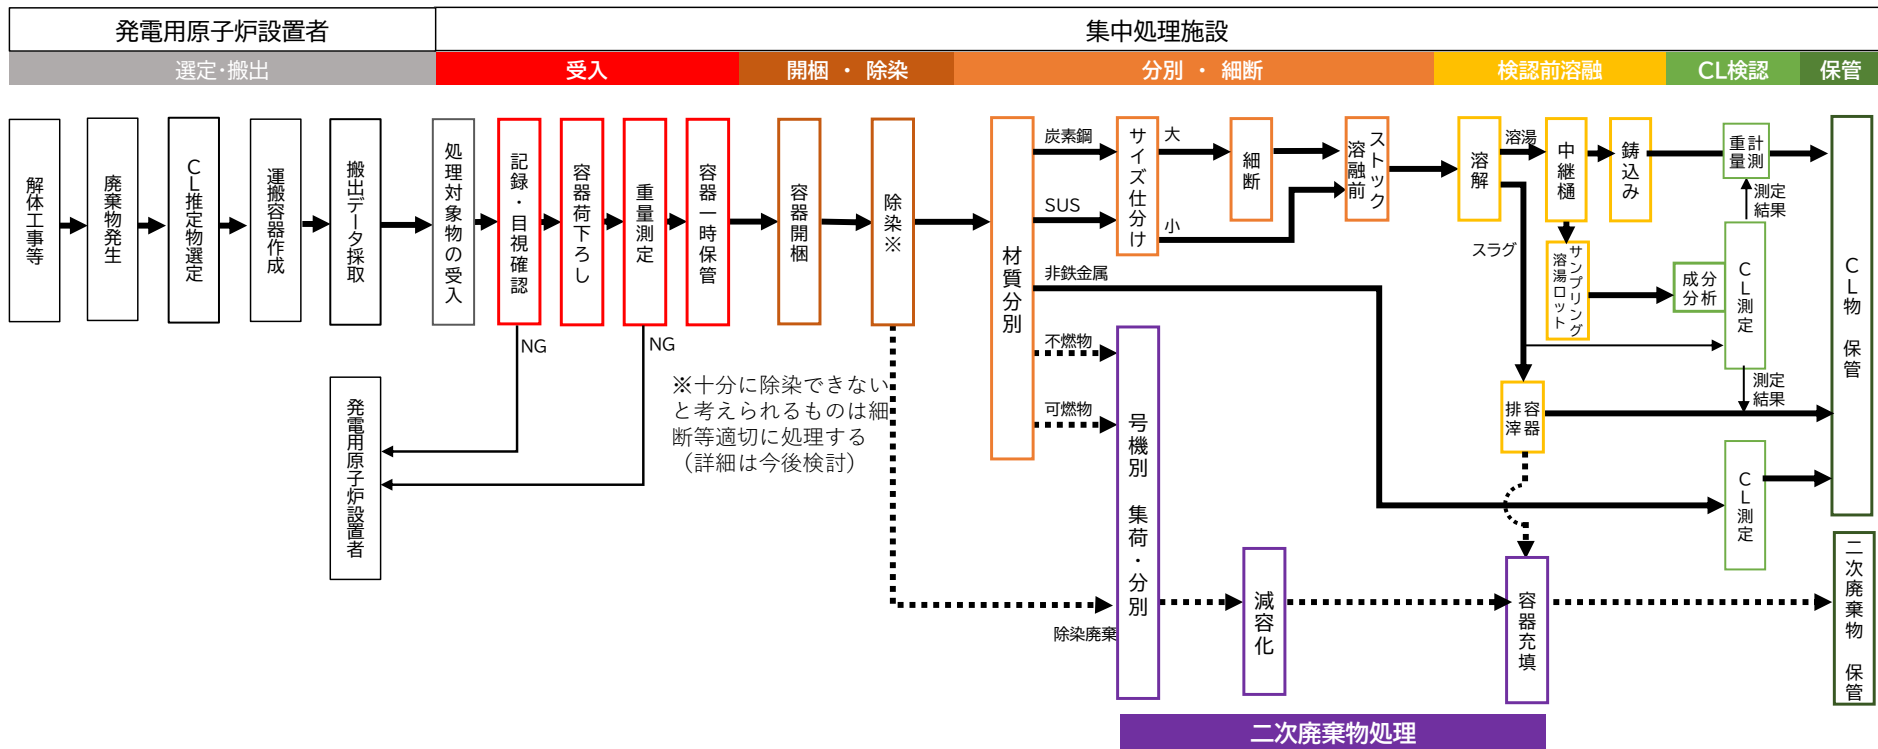 発電用原子炉設置者
集中処理施設
選定・搬出
受入
開梱 ・ 除染
分別 ・ 細断
検認前溶融
CL検認
保管
解体工事等
廃棄物発生
CL推定物選定
運搬容器作成
搬出データ採取
処理対象物の受入
記録・目視確認
容器荷下ろし
重量測定
容器一時保管
容器開梱
除染※
材質分別
炭素鋼
SUS
非鉄金属
不燃物
可燃物
サイズ仕分け
大
小
細断
溶融前
ストック
溶解
溶湯
スラグ
中継樋
鋳込み
溶湯ロット
サンプリング
成分
分析
重量
計測
測定
結果
CL測定
測定
結果
排滓
容器
CL測定
CL物 保管
NG
NG
発電用原子炉設置者
※十分に除染できない
と考えられるものは細
断等適切に処理する
（詳細は今後検討）
除染廃棄
号機別 集荷・分別
減容化
容器充填
二次廃棄物 保管
二次廃棄物処理